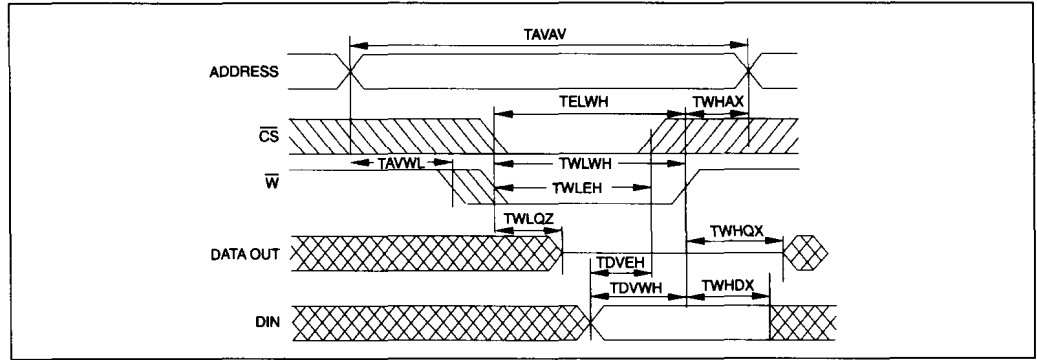 TAVAV
ADDRESS
TELWH TWHAX
CS
TAVWL TWLWH
W
TWLEH
TWLQZ TWHQX
DATA OUT
TDVEH
TDVWH TWHDX
DIN